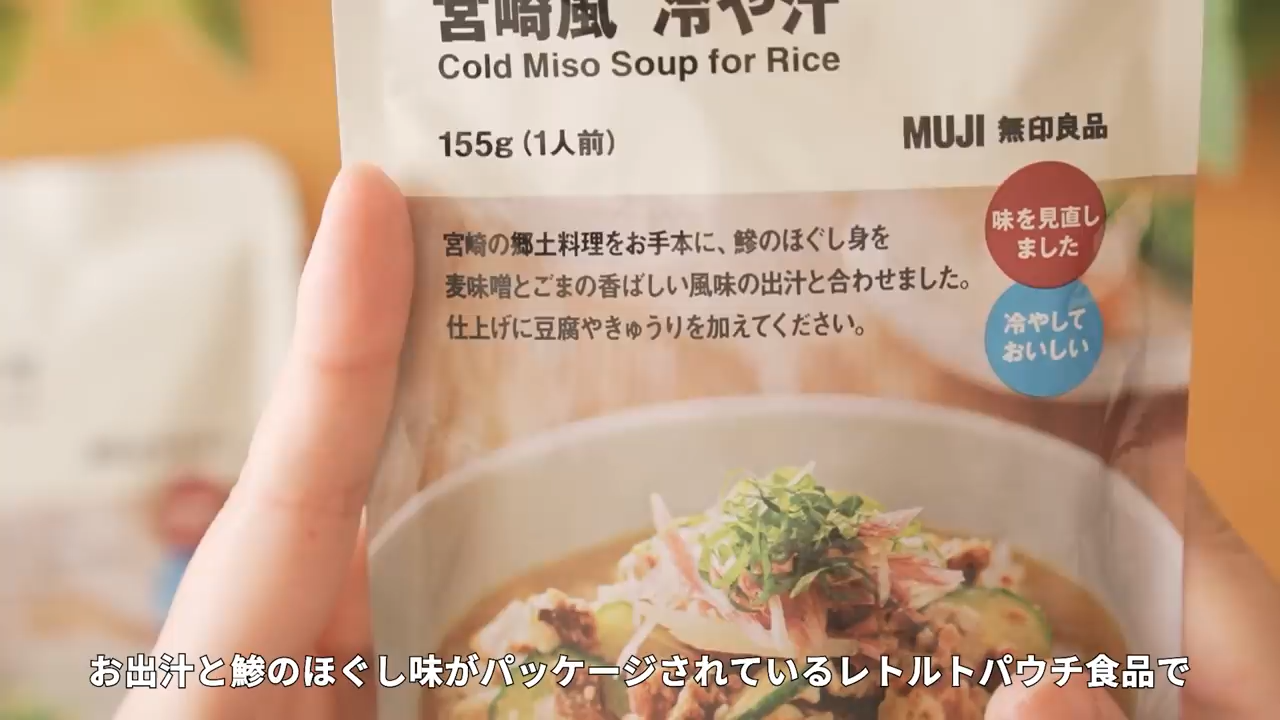 宮崎風 冷や汁
Cold Miso Soup for Rice
155g（1人前）
MUJI 無印良品
味を見直し
ました
宮崎の郷土料理をお手本に、鰺のほぐし身を
麦味噌とごまの香ばしい風味の出汁と合わせました。
仕上げに豆腐やきゅうりを加えてください。
冷やして
おいしい
お出汁と鯵のほぐし味がパッケージされているレトルトパウチ食品で